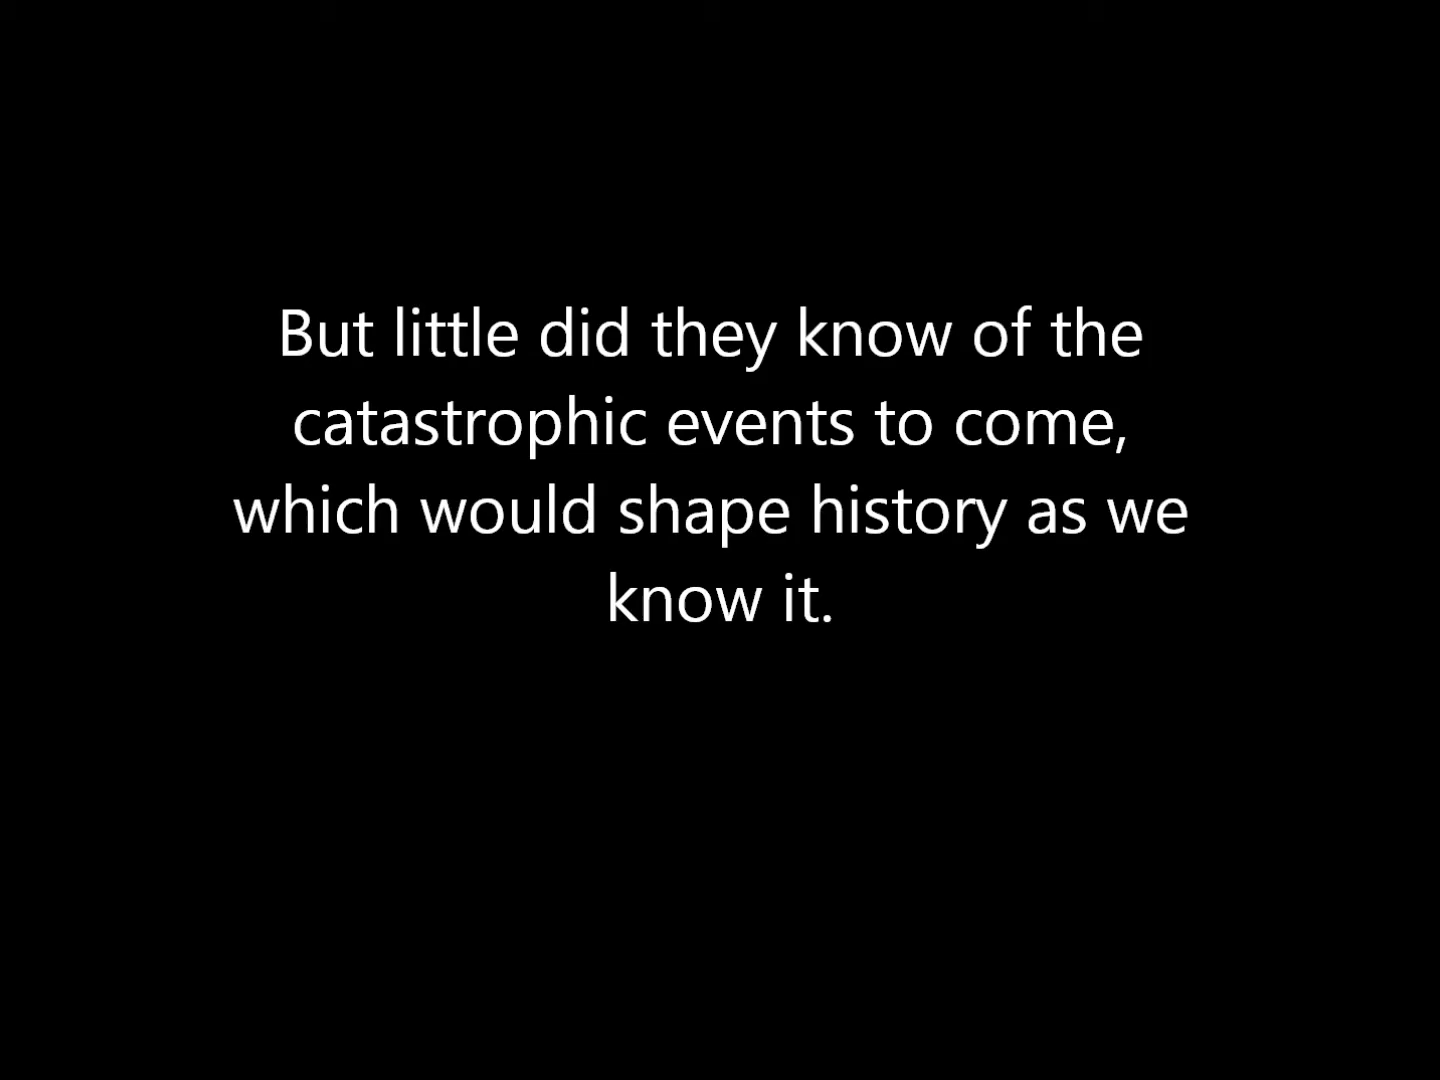 But little did they know of the
catastrophic events to come,
which would shape history as we
know it.